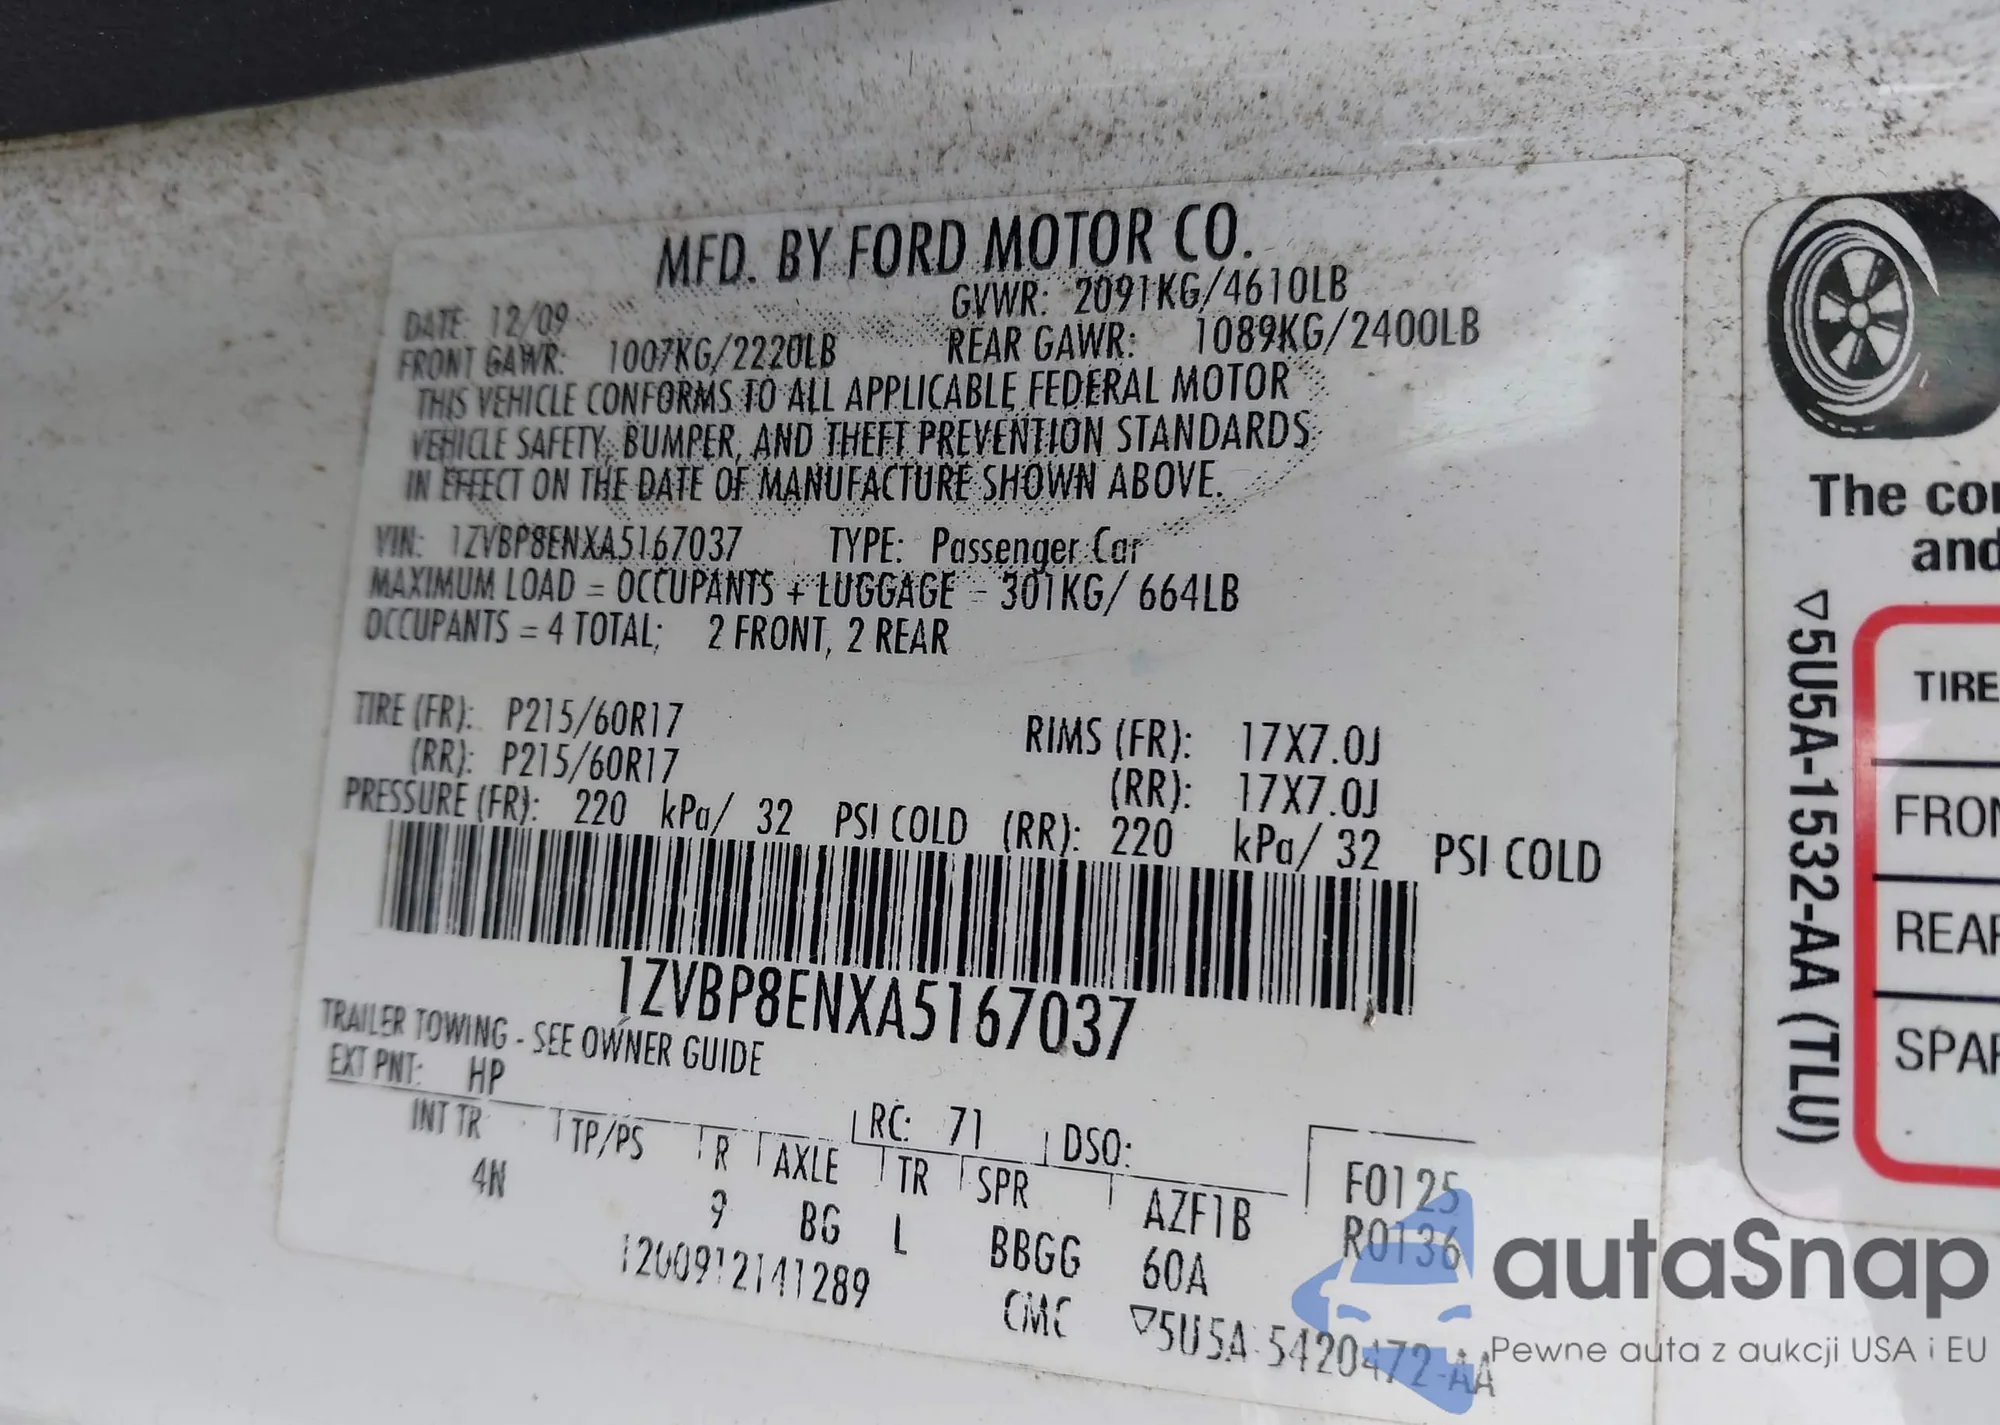 MFD. BY FORD MOTOR CO.
DATE: 12/09 GVWR: 2091KG/4610LB
FRONT GAWR: 1007KG/2220LB REAR GAWR: 1089KG/2400LB
THIS VEHICLE CONFORMS TO ALL APPLICABLE FEDERAL MOTOR
VEHICLE SAFETY, BUMPER, AND THEFT PREVENTION STANDARDS
IN EFFECT ON THE DATE OF MANUFACTURE SHOWN ABOVE.
VIN: 1ZVBP8ENXA5167037 TYPE: Passenger Car
MAXIMUM LOAD = OCCUPANTS + LUGGAGE = 301KG/ 664LB
OCCUPANTS = 4 TOTAL; 2 FRONT, 2 REAR
TIRE (FR): P215/60R17 RIMS (FR): 17X7.0J
(RR): P215/60R17 (RR): 17X7.0J
PRESSURE (FR): 220 kPa/ 32 PSI COLD (RR): 220 kPa/ 32 PSI COLD
1ZVBP8ENXA5167037
TRAILER TOWING - SEE OWNER GUIDE
EXT PNT: HP RC: 71 DSO:
INT TR TP/PS R AXLE TR SPR AZF1B F0125
4N 9 BG L BBGG 60A R0136
1200912141289 CMC ▽5U5A-5420472-AA
The
and
▽5U5A-1532-AA (TLU)
TIRE
autaSnap
Pewne auta z aukcji USA i EU